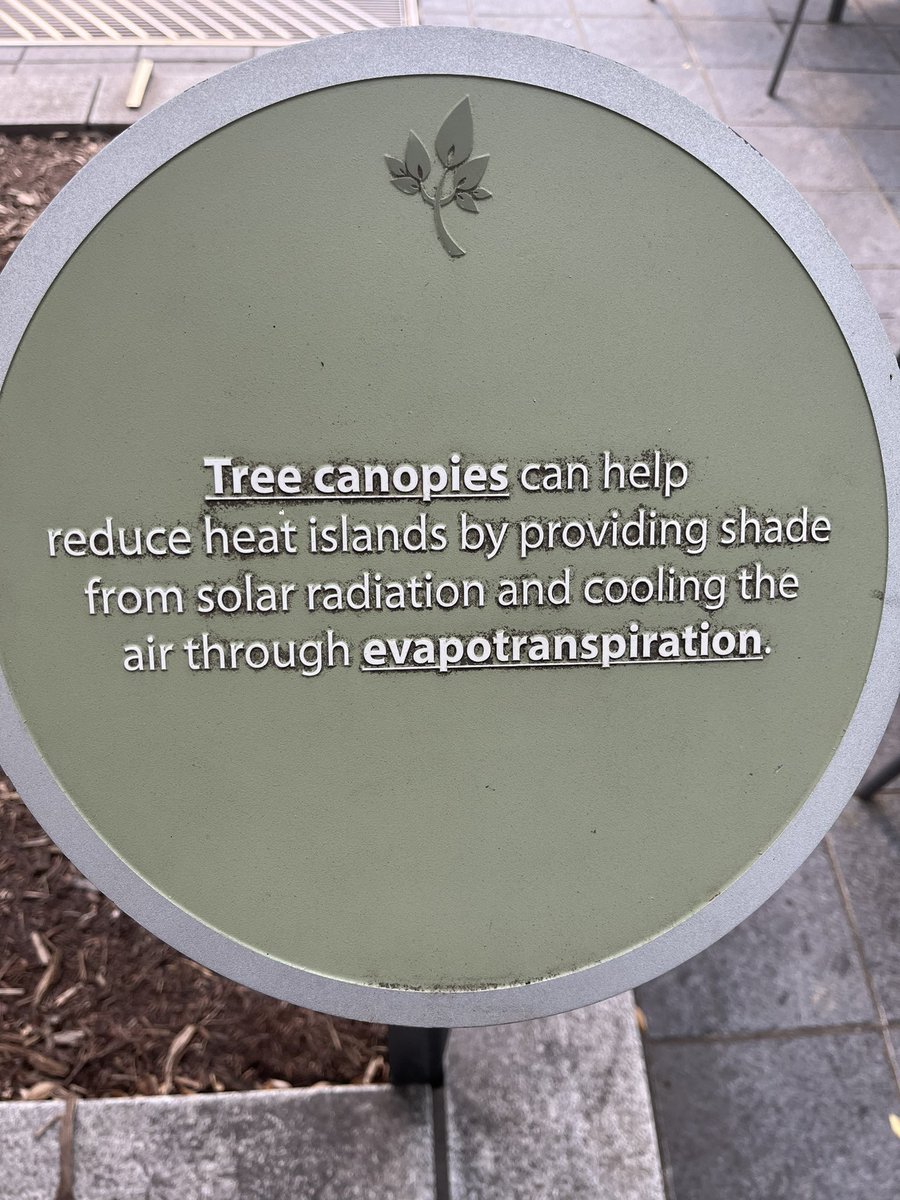 Tree canopies can help
reduce heat islands by providing shade
from solar radiation and cooling the
air through evapotranspiration.